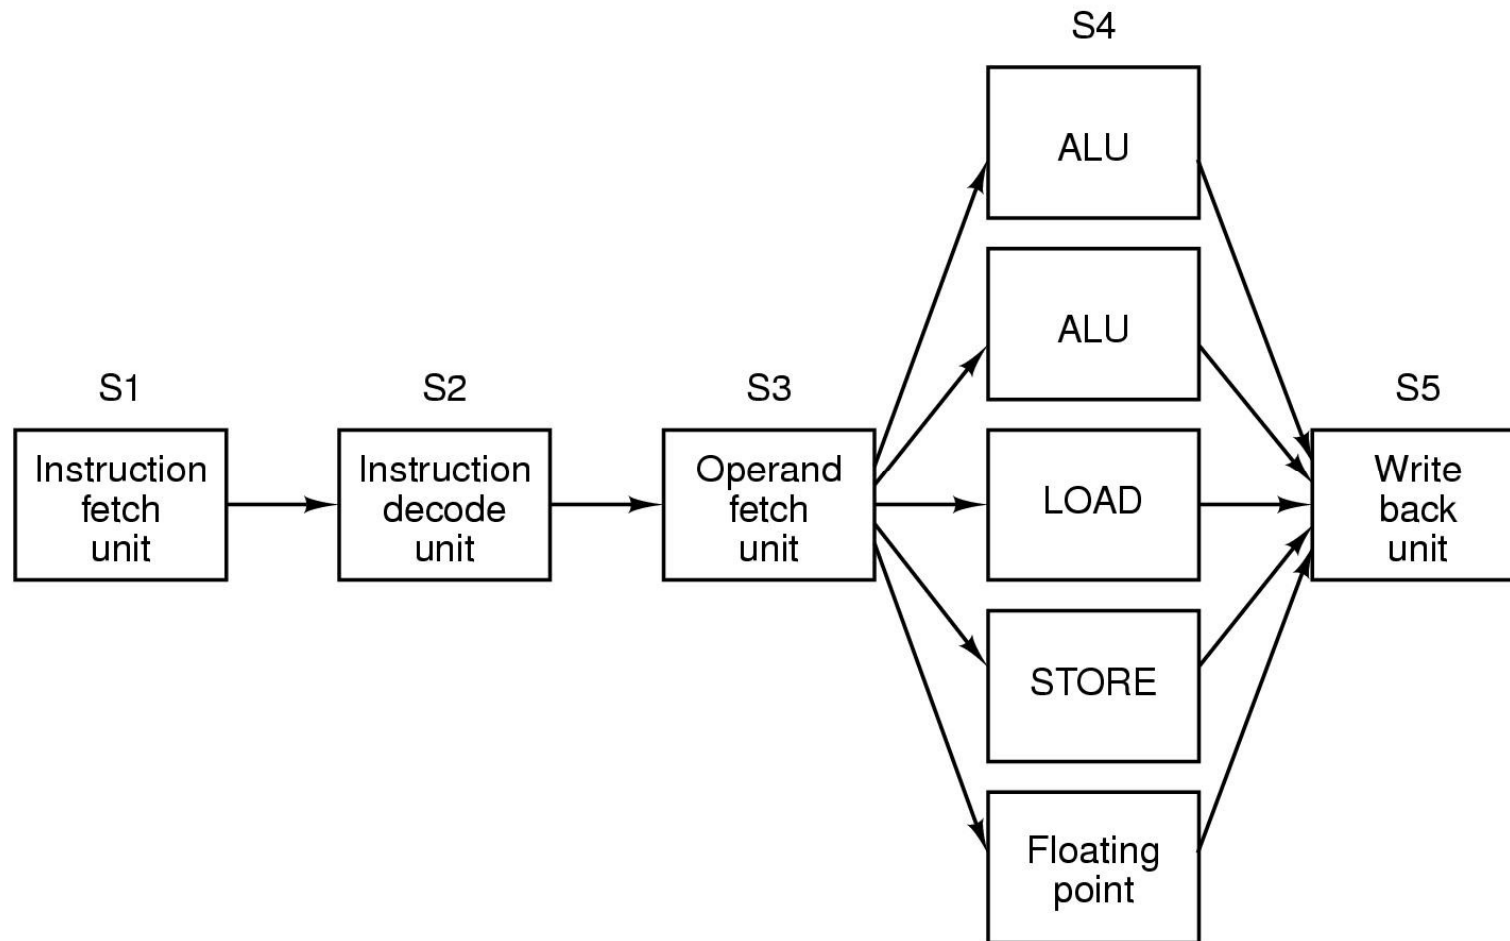 S1
Instruction
fetch
unit
S2
Instruction
decode
unit
S3
Operand
fetch
unit
S4
ALU
ALU
LOAD
STORE
Floating
point
S5
Write
back
unit